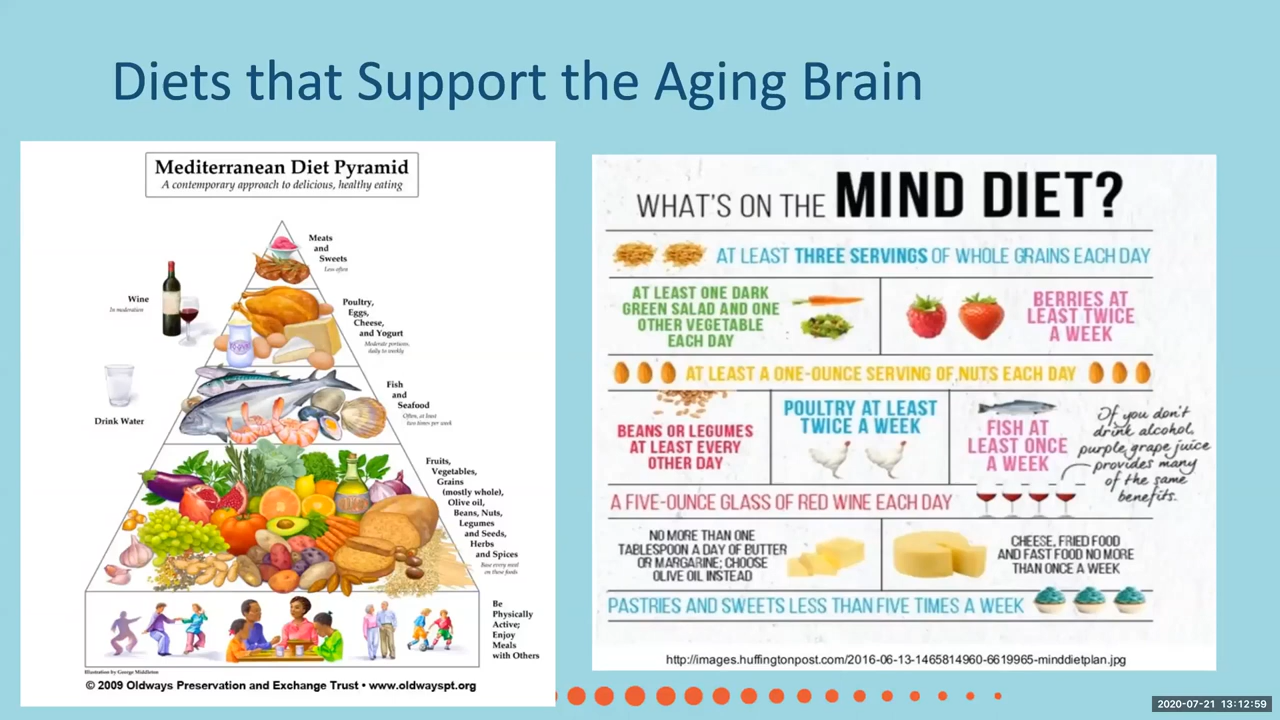 Diets that Support the Aging Brain
Mediterranean Diet Pyramid
A contemporary approach to delicious, healthy eating
Meats
and
Sweets
Less often
Wine
In moderation
Poultry,
Eggs,
Cheese,
and Yogurt
Moderate portions,
daily to weekly
Fish
and
Seafood
Often, at least
two times per week
Drink Water
Fruits,
Vegetables,
Grains
(mostly whole),
Olive oil,
Beans, Nuts,
Legumes
and Seeds,
Herbs
and Spices
Base every meal
on these foods
Be
Physically
Active;
Enjoy
Meals
with Others
Illustration by George Middleton
© 2009 Oldways Preservation and Exchange Trust • www.oldwayspt.org
WHAT'S ON THE MIND DIET?
AT LEAST THREE SERVINGS OF WHOLE GRAINS EACH DAY
AT LEAST ONE DARK
GREEN SALAD AND ONE
OTHER VEGETABLE
EACH DAY
BERRIES AT
LEAST TWICE
A WEEK
AT LEAST A ONE-OUNCE SERVING OF NUTS EACH DAY
BEANS OR LEGUMES
AT LEAST EVERY
OTHER DAY
POULTRY AT LEAST
TWICE A WEEK
FISH AT
LEAST ONCE
A WEEK
If you don't
drink alcohol,
purple grape juice
provides many
of the same
benefits.
A FIVE-OUNCE GLASS OF RED WINE EACH DAY
NO MORE THAN ONE
TABLESPOON A DAY OF BUTTER
OR MARGARINE; CHOOSE
OLIVE OIL INSTEAD
CHEESE, FRIED FOOD
AND FAST FOOD NO MORE
THAN ONCE A WEEK
PASTRIES AND SWEETS LESS THAN FIVE TIMES A WEEK
http://images.huffingtonpost.com/2016-06-13-1465814960-6619965-minddietplan.jpg
2020-07-21 13:12:59